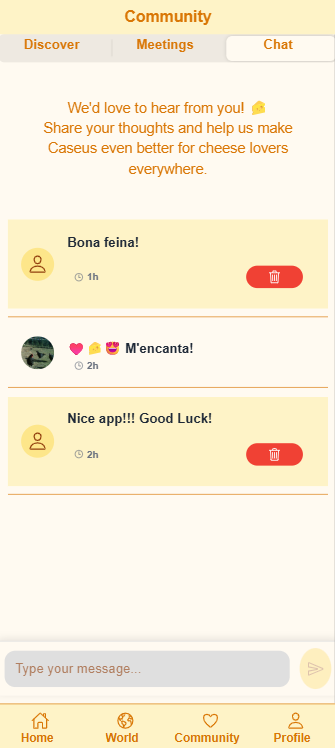 Community
Discover
Meetings
Chat
We'd love to hear from you! 🧀
Share your thoughts and help us make
Caseus even better for cheese lovers
everywhere.
Bona feina!
1h
💖 🧀 😍 M'encanta!
2h
Nice app!!! Good Luck!
2h
Type your message...
Home
World
Community
Profile